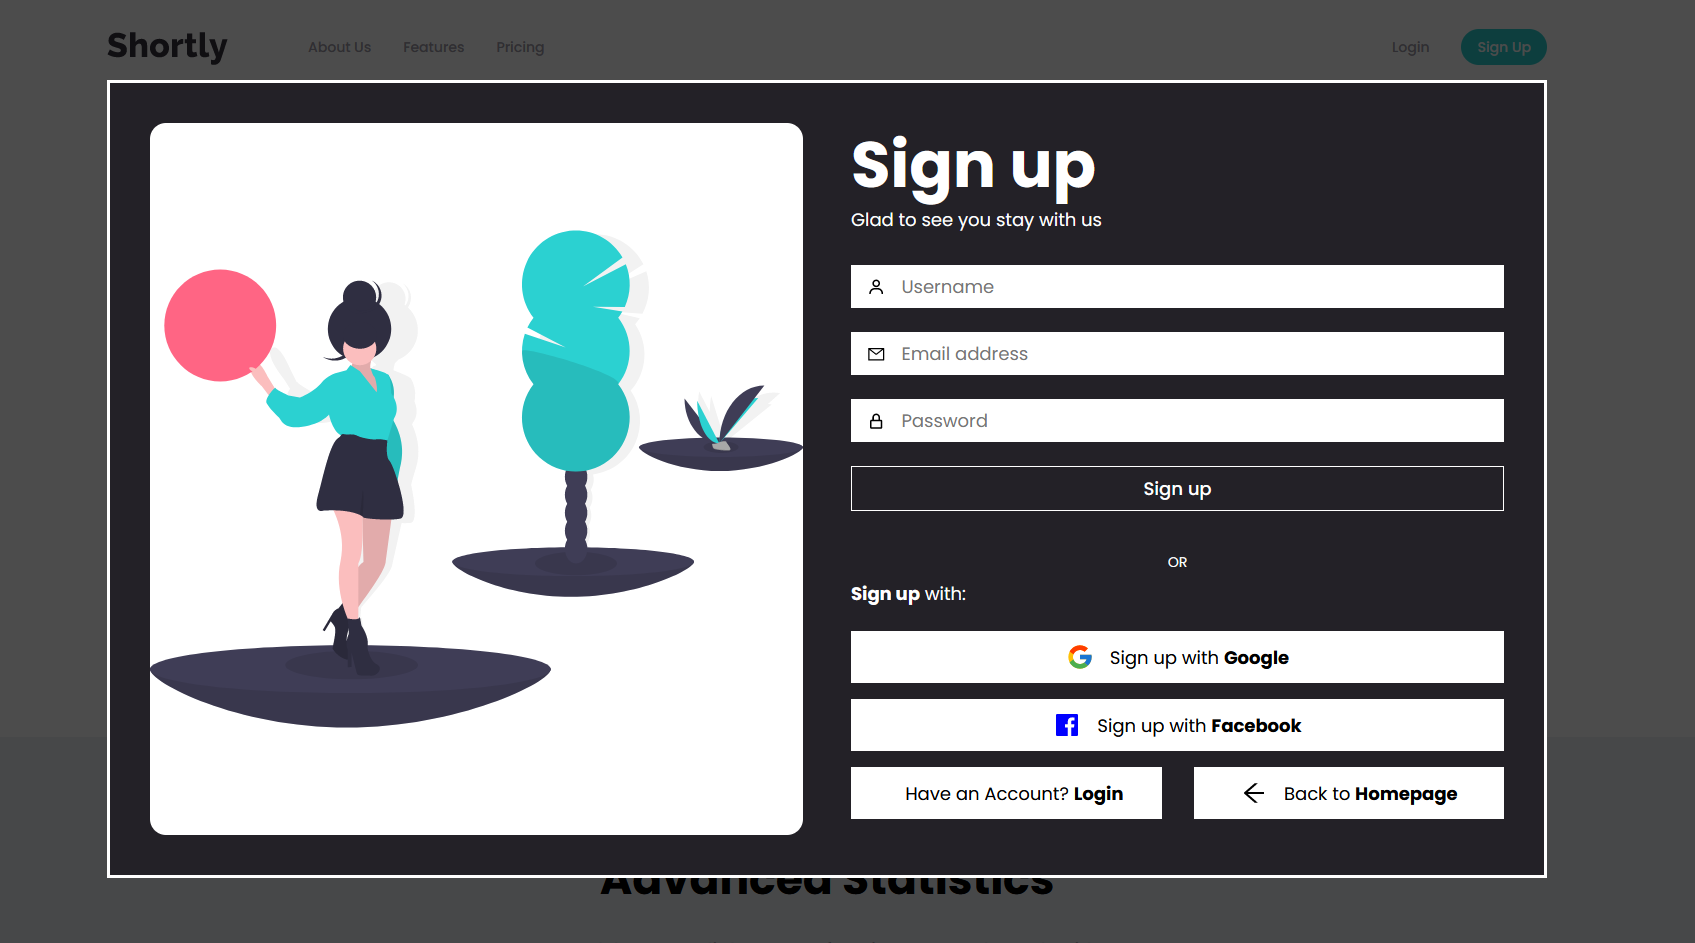 Shortly
About Us Features Pricing
Login Sign Up
Sign up
Glad to see you stay with us
Username
Email address
Password
Sign up
OR
Sign up with:
Sign up with Google
Sign up with Facebook
Have an Account? Login
Back to Homepage
Advanced Statistics